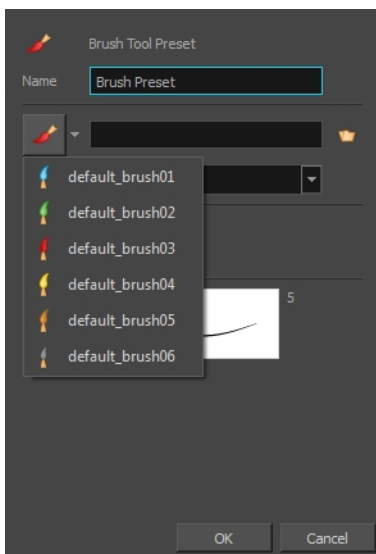 Brush Tool Preset
Name Brush Preset
default_brush01
default_brush02
default_brush03
default_brush04
default_brush05
default_brush06
5
OK Cancel